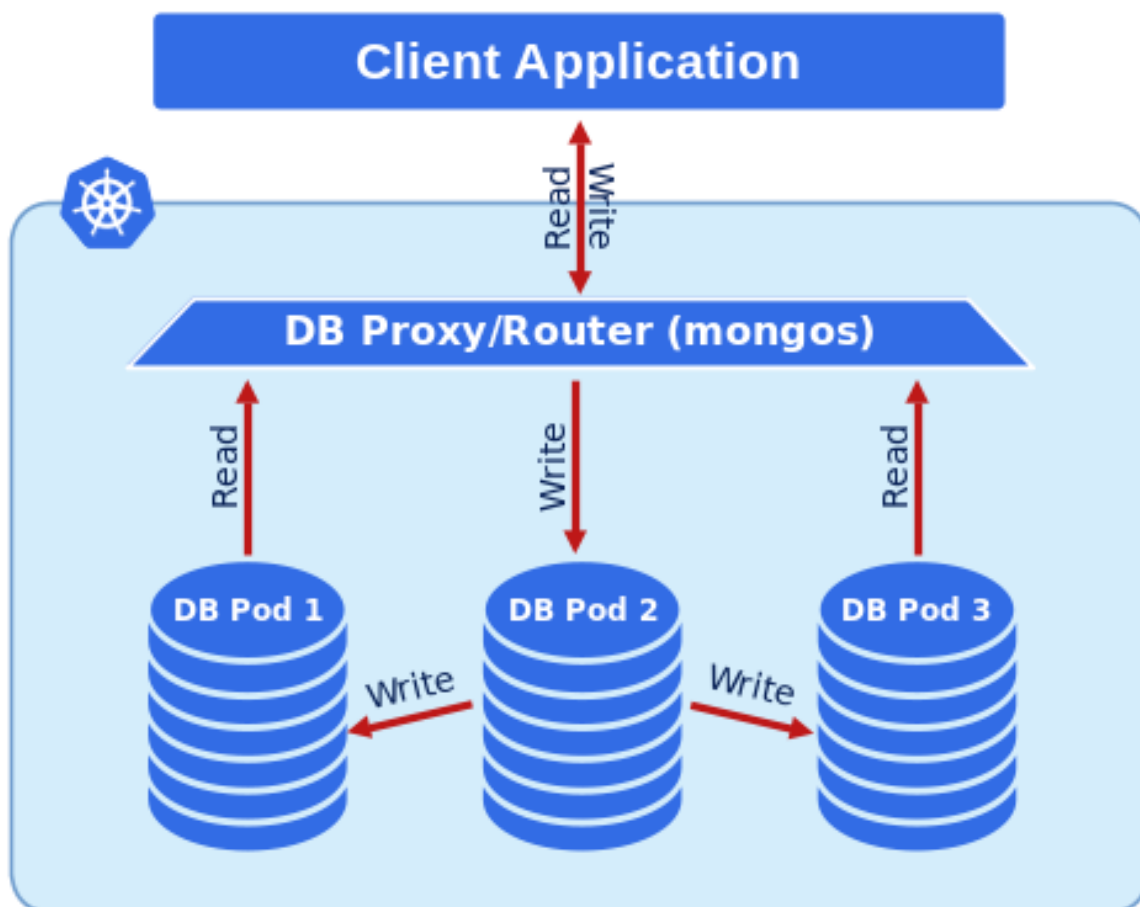 Client Application
Read
Write
DB Proxy/Router (mongos)
Read
Write
Read
DB Pod 1
DB Pod 2
DB Pod 3
Write
Write